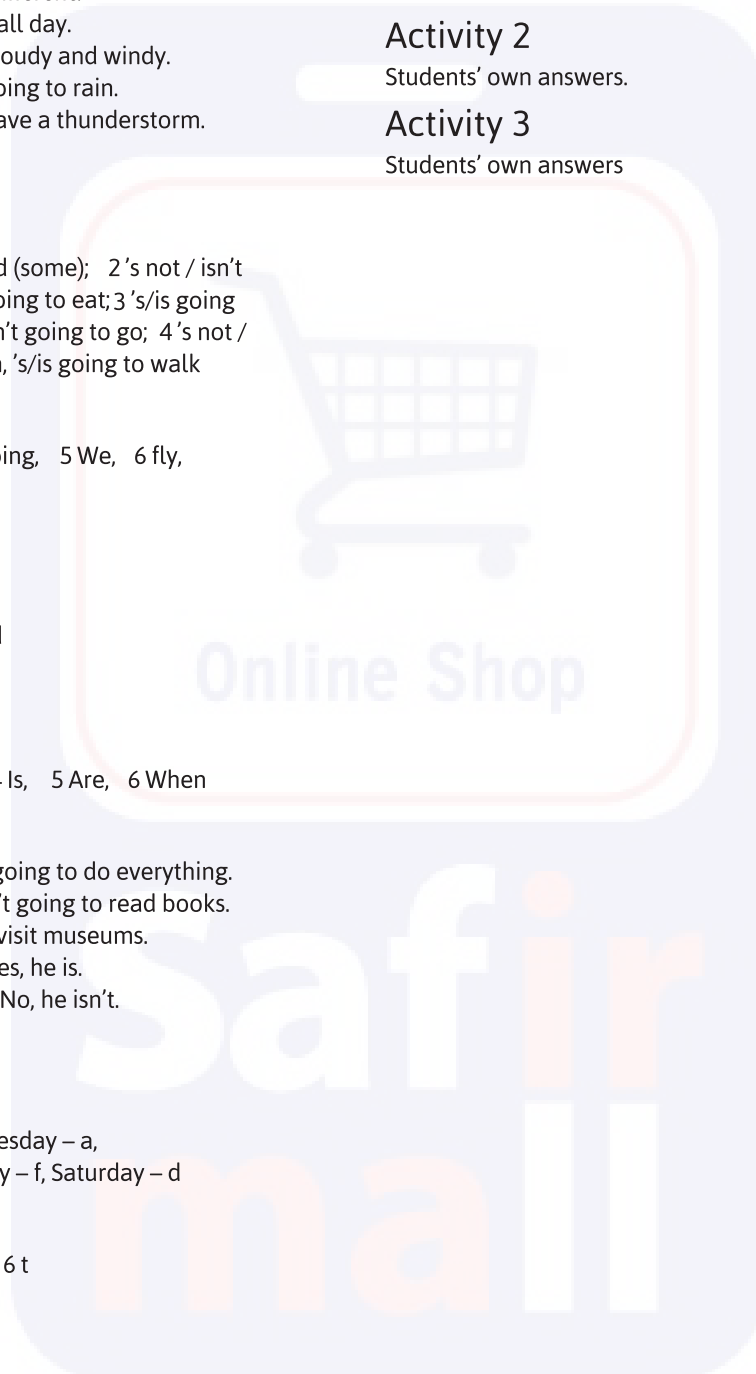 all day.
oudy and windy.
oing to rain.
ave a thunderstorm.
d (some); 2 's not / isn't
oing to eat; 3 's/is going
n't going to go; 4 's not /
, 's/is going to walk
oing, 5 We, 6 fly,
Is, 5 Are, 6 When
going to do everything.
't going to read books.
visit museums.
es, he is.
No, he isn't.
esday – a,
y – f, Saturday – d
6 t
Activity 2
Students' own answers.
Activity 3
Students' own answers
Online Shop
Safir
mall